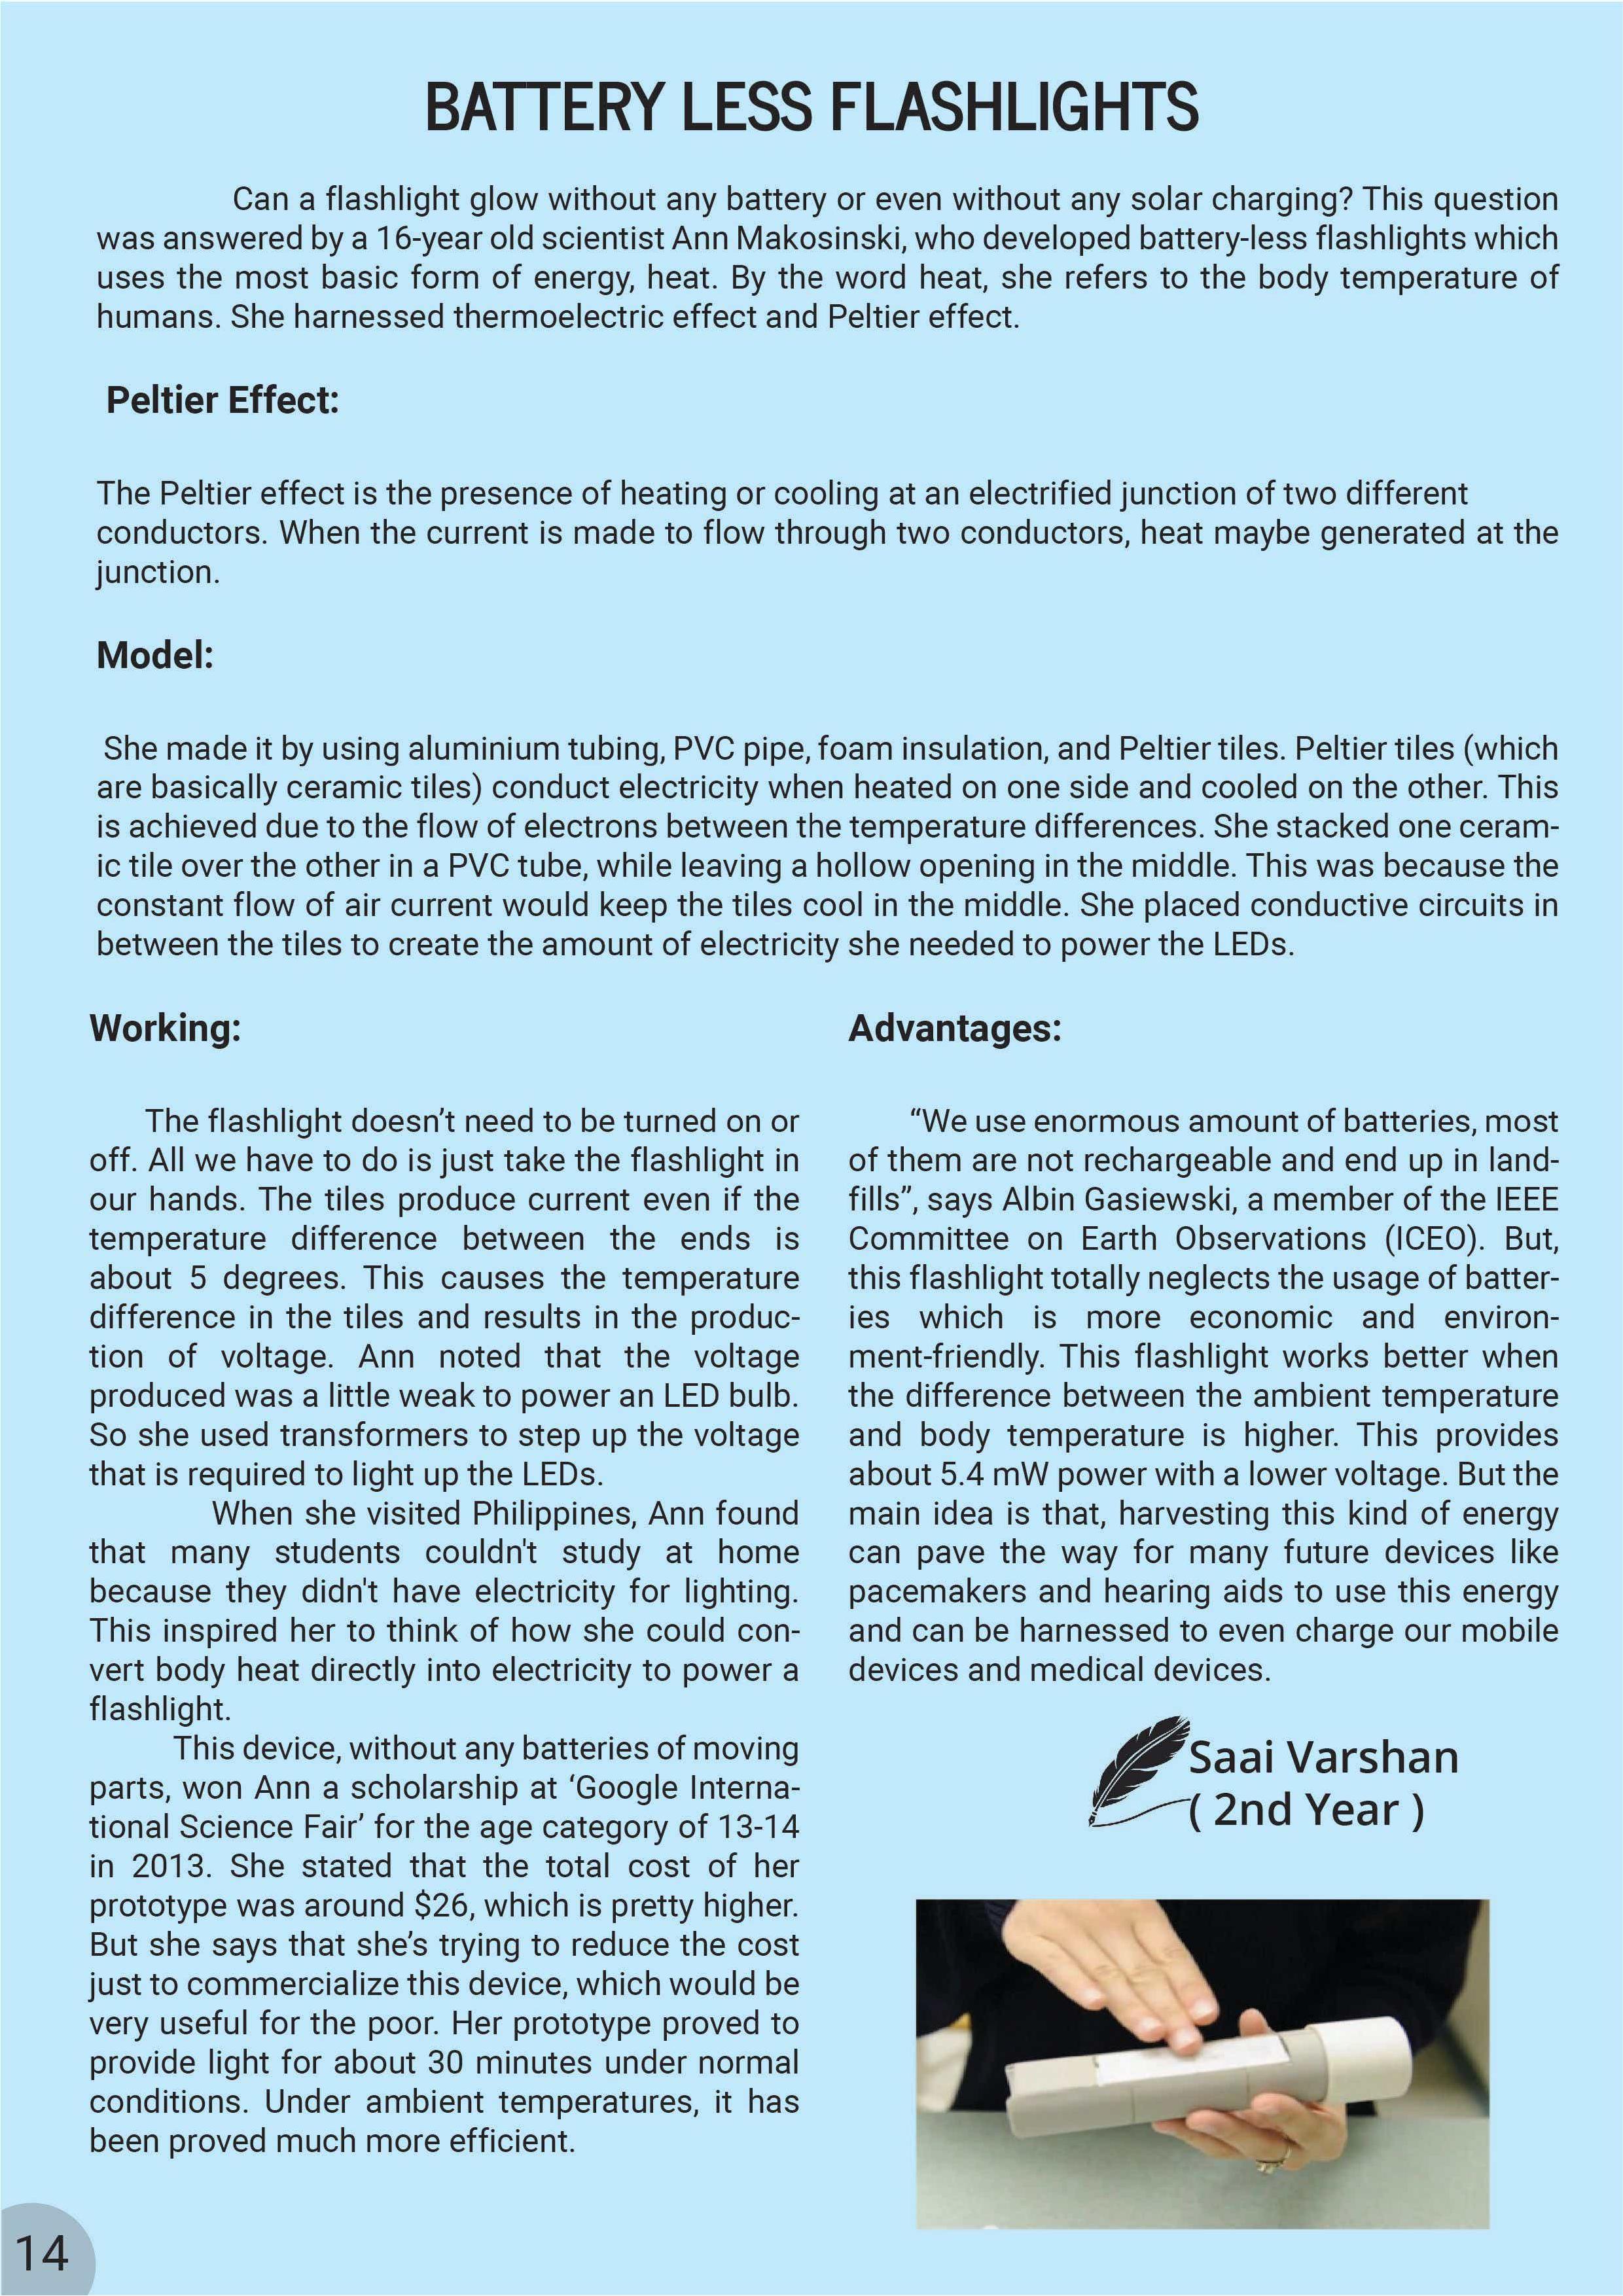 BATTERY LESS FLASHLIGHTS
Can a flashlight glow without any battery or even without any solar charging? This question
was answered by a 16-year old scientist Ann Makosinski, who developed battery-less flashlights which
uses the most basic form of energy, heat. By the word heat, she refers to the body temperature of
humans. She harnessed thermoelectric effect and Peltier effect.
Peltier Effect:
The Peltier effect is the presence of heating or cooling at an electrified junction of two different
conductors. When the current is made to flow through two conductors, heat maybe generated at the
junction.
Model:
She made it by using aluminium tubing, PVC pipe, foam insulation, and Peltier tiles. Peltier tiles (which
are basically ceramic tiles) conduct electricity when heated on one side and cooled on the other. This
is achieved due to the flow of electrons between the temperature differences. She stacked one ceram-
ic tile over the other in a PVC tube, while leaving a hollow opening in the middle. This was because the
constant flow of air current would keep the tiles cool in the middle. She placed conductive circuits in
between the tiles to create the amount of electricity she needed to power the LEDs.
Working:
The flashlight doesn’t need to be turned on or
off. All we have to do is just take the flashlight in
our hands. The tiles produce current even if the
temperature difference between the ends is
about 5 degrees. This causes the temperature
difference in the tiles and results in the produc-
tion of voltage. Ann noted that the voltage
produced was a little weak to power an LED bulb.
So she used transformers to step up the voltage
that is required to light up the LEDs.
When she visited Philippines, Ann found
that many students couldn't study at home
because they didn't have electricity for lighting.
This inspired her to think of how she could con-
vert body heat directly into electricity to power a
flashlight.
This device, without any batteries of moving
parts, won Ann a scholarship at ‘Google Interna-
tional Science Fair’ for the age category of 13-14
in 2013. She stated that the total cost of her
prototype was around $26, which is pretty higher.
But she says that she’s trying to reduce the cost
just to commercialize this device, which would be
very useful for the poor. Her prototype proved to
provide light for about 30 minutes under normal
conditions. Under ambient temperatures, it has
been proved much more efficient.
Advantages:
“We use enormous amount of batteries, most
of them are not rechargeable and end up in land-
fills”, says Albin Gasiewski, a member of the IEEE
Committee on Earth Observations (ICEO). But,
this flashlight totally neglects the usage of batter-
ies which is more economic and environ-
ment-friendly. This flashlight works better when
the difference between the ambient temperature
and body temperature is higher. This provides
about 5.4 mW power with a lower voltage. But the
main idea is that, harvesting this kind of energy
can pave the way for many future devices like
pacemakers and hearing aids to use this energy
and can be harnessed to even charge our mobile
devices and medical devices.
Saai Varshan
( 2nd Year )
14